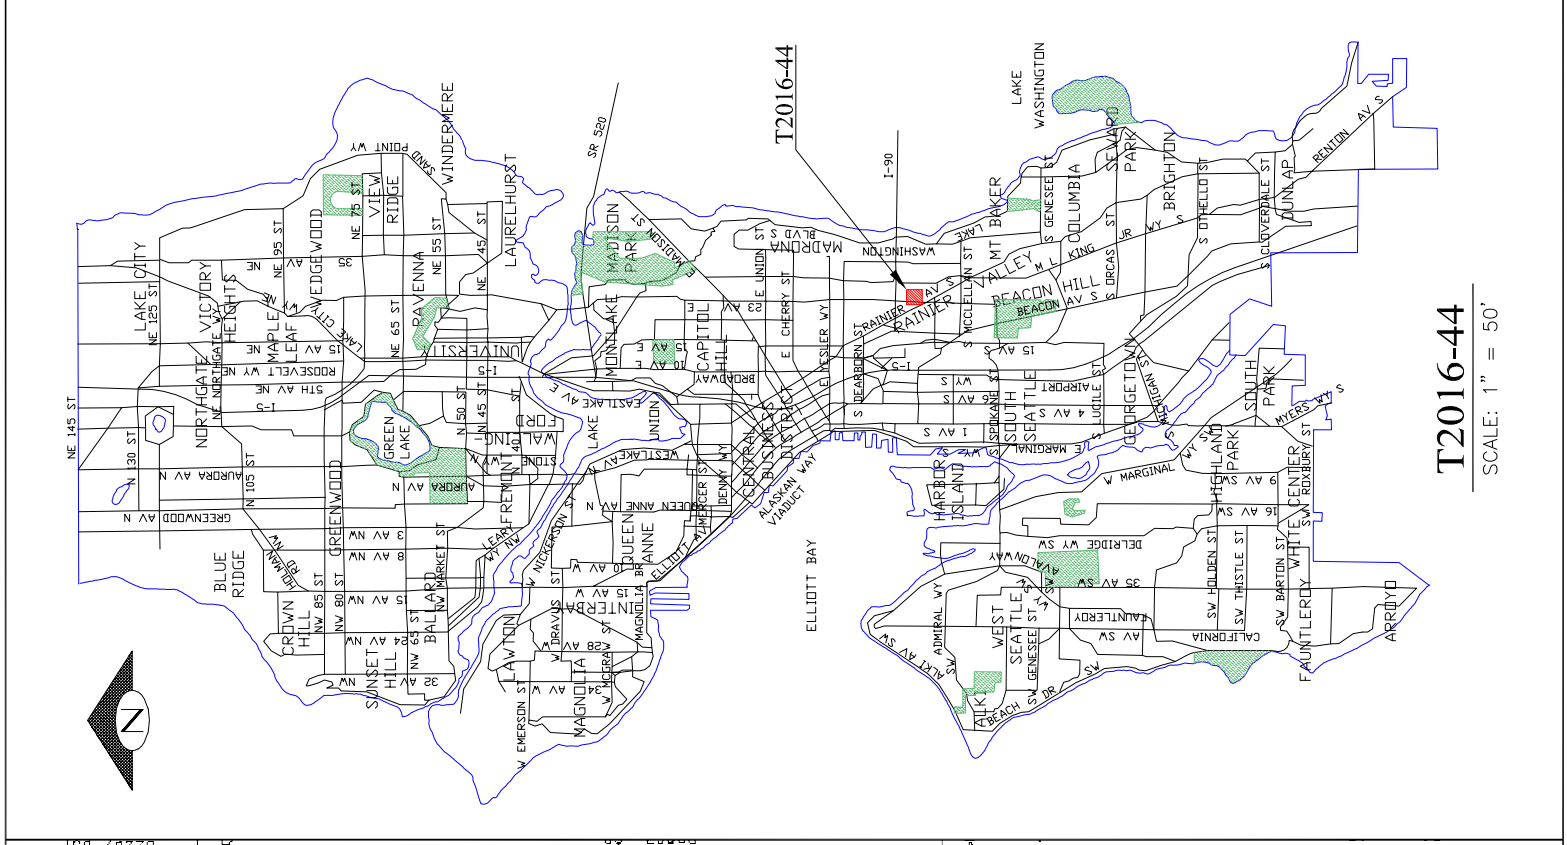 LAKE
WASHINGTON
T2016-44
SR 520
I-90
WINDERMERE
SAND
POINT WY
LAURELHURST
VIEW
RIDGE
NE 75 ST
NE 55 ST
NE 45 ST
NE 95 ST
WEDGEWOOD
35 AV NE
RAVENNA
NE 65 ST
LAKE CITY
NE 125 ST
VICTORY
HEIGHTS
MAPLE
LEAF
LAKE CITY WY NE
15 AV NE
ROOSEVELT WY NE
5TH AV NE
I-5
NORTHGATE
NE NORTHGATE WY
UNIVERSITY
I-5
NE 145 ST
N 130 ST
AURORA AV N
N 105 ST
GREENWOOD AV N
GREEN
LAKE
N 50 ST
N 45 ST
WALLING
FORD
N 40 ST
STONE WY N
AURORA AV N
FREMONT
GREENWOOD
3 AV NW
8 AV NW
15 AV NW
24 AV NW
32 AV NW
HOLMAN RD NW
BLUE
RIDGE
CROWN
HILL
NW 85 ST
NW 80 ST
NW 65 ST
NW MARKET ST
LEARY
WY NW
BALLARD
SUNSET
HILL
N
MADISON
PARK
E MADISON ST
MONTLAKE
CAPITOL
HILL
15 AV E
10 AV E
BROADWAY
23 AV E
E UNION ST
E CHERRY ST
E YESLER WY
MADRONA
BLVD S
WASHINGTON
LAKE
EASTLAKE AV E
LAKE
UNION
WESTLAKE AV N
W NICKERSON ST
QUEEN ANNE AV N
QUEEN
ANNE
MERCER ST
DENNY WY
CENTRAL
BUSINESS
DISTRICT
ALASKAN WAY
VIADUCT
ELLIOTT AV
ELLIOTT BAY
10 AV W
15 AV W
INTERBAY
MAGNOLIA BR
W DRAVUS ST
28 AV W
W MCGRAW ST
34 AV W
LAWTON
W EMERSON ST
MAGNOLIA
S DEARBORN ST
RAINIER AV S
RAINIER VALLEY
S MCCLELLAN ST
MT BAKER
S GENESEE ST
COLUMBIA
SEWARD
PARK
BRIGHTON
S OTHELLO ST
S CLOVERDALE ST
DUNLAP
RENTON AV S
M L KING JR WY S
S ORCAS ST
BEACON HILL
BEACON AV S
15 AV S
I-5
AIRPORT WY S
6 AV S
4 AV S
1 AV S
S SPOKANE ST
SOUTH
SEATTLE
S LUCILE ST
GEORGETOWN
S MICHIGAN ST
E MARGINAL WY S
SOUTH
PARK
MYERS WY S
HARBOR
ISLAND
W MARGINAL WY SW
HIGHLAND
PARK
9 AV SW
16 AV SW
WHITE CENTER
SW ROXBURY ST
DELRIDGE WY SW
AVALON WAY SW
35 AV SW
SW HOLDEN ST
SW THISTLE ST
SW BARTON ST
FAUNTLEROY WY SW
CALIFORNIA AV SW
FAUNTLEROY
ARROYO
WEST
SEATTLE
SW ADMIRAL WY
SW GENESEE ST
ALKI AV SW
ALKI
BEACH DR SW
T2016-44
SCALE: 1" = 50'